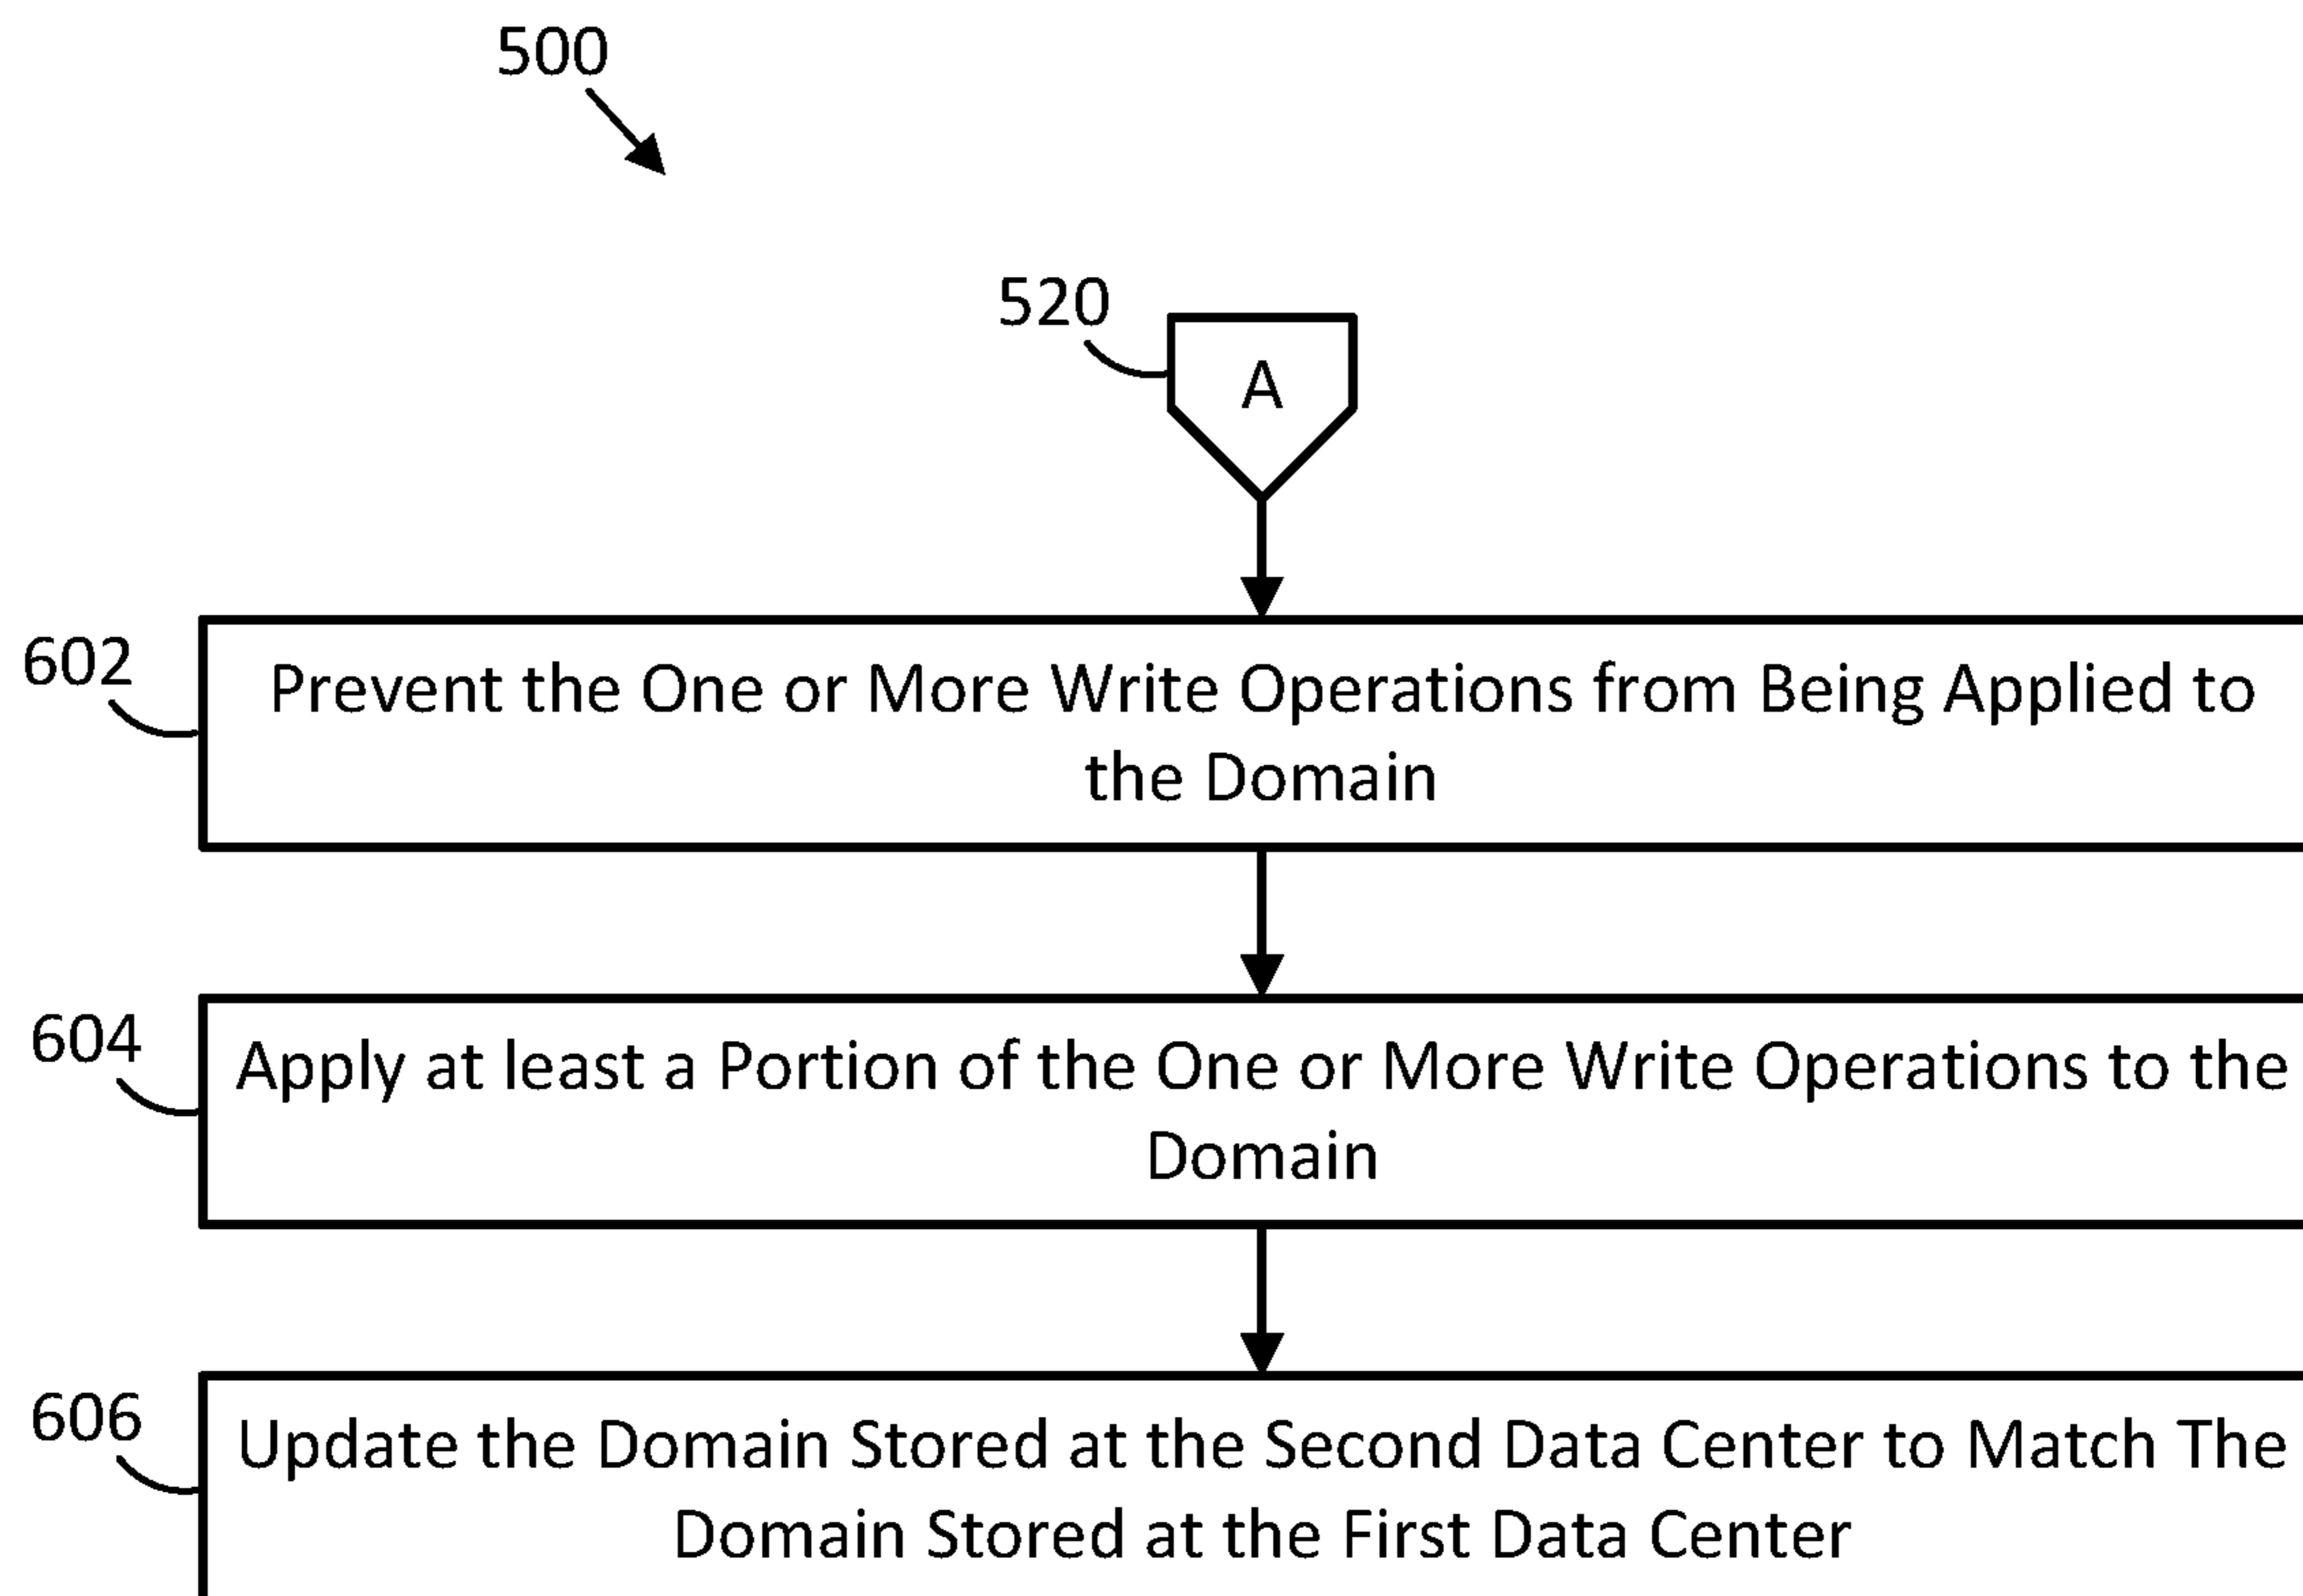 500
520
A
602
Prevent the One or More Write Operations from Being Applied to
the Domain
604
Apply at least a Portion of the One or More Write Operations to the
Domain
606
Update the Domain Stored at the Second Data Center to Match The
Domain Stored at the First Data Center